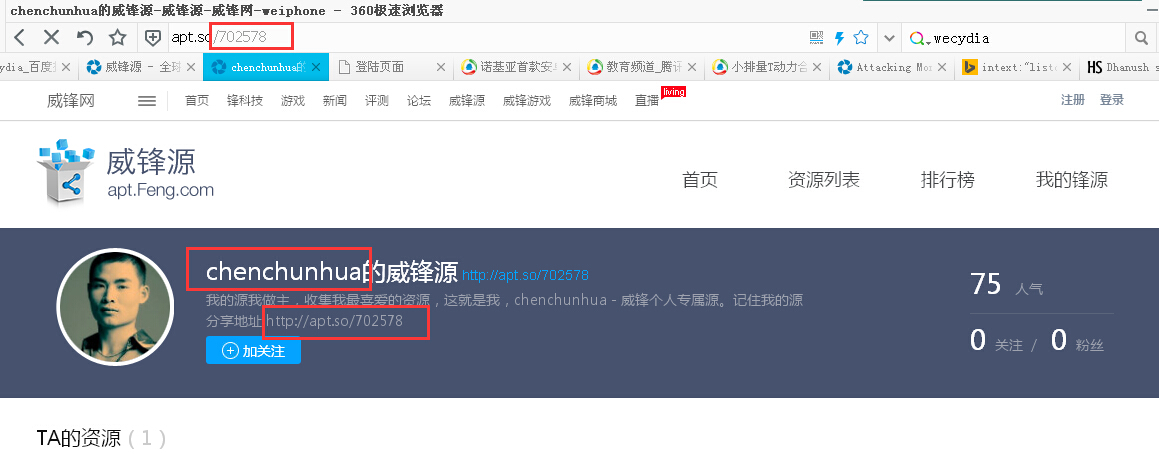 chenchunhua的威锋源-威锋源-威锋网-weiphone - 360极速浏览器
apt.so/702578 wecydia
ydia_百度 威锋源 - 全球 chenchunhua的 登陆页面 诺基亚首款安 教育频道_腾讯 小排量T动力合 Attacking Mon intext:"liste Dhanush s
威锋网 首页 锋科技 游戏 新闻 评测 论坛 威锋源 威锋游戏 威锋商城 直播 living 注册 登录
威锋源
apt.Feng.com
首页 资源列表 排行榜 我的锋源
chenchunhua的威锋源 http://apt.so/702578
我的源我做主，收集我最喜爱的资源，这就是我，chenchunhua - 威锋个人专属源。记住我的源
分享地址 http://apt.so/702578
加关注
75 人气
0 关注 / 0 粉丝
TA的资源 ( 1 )